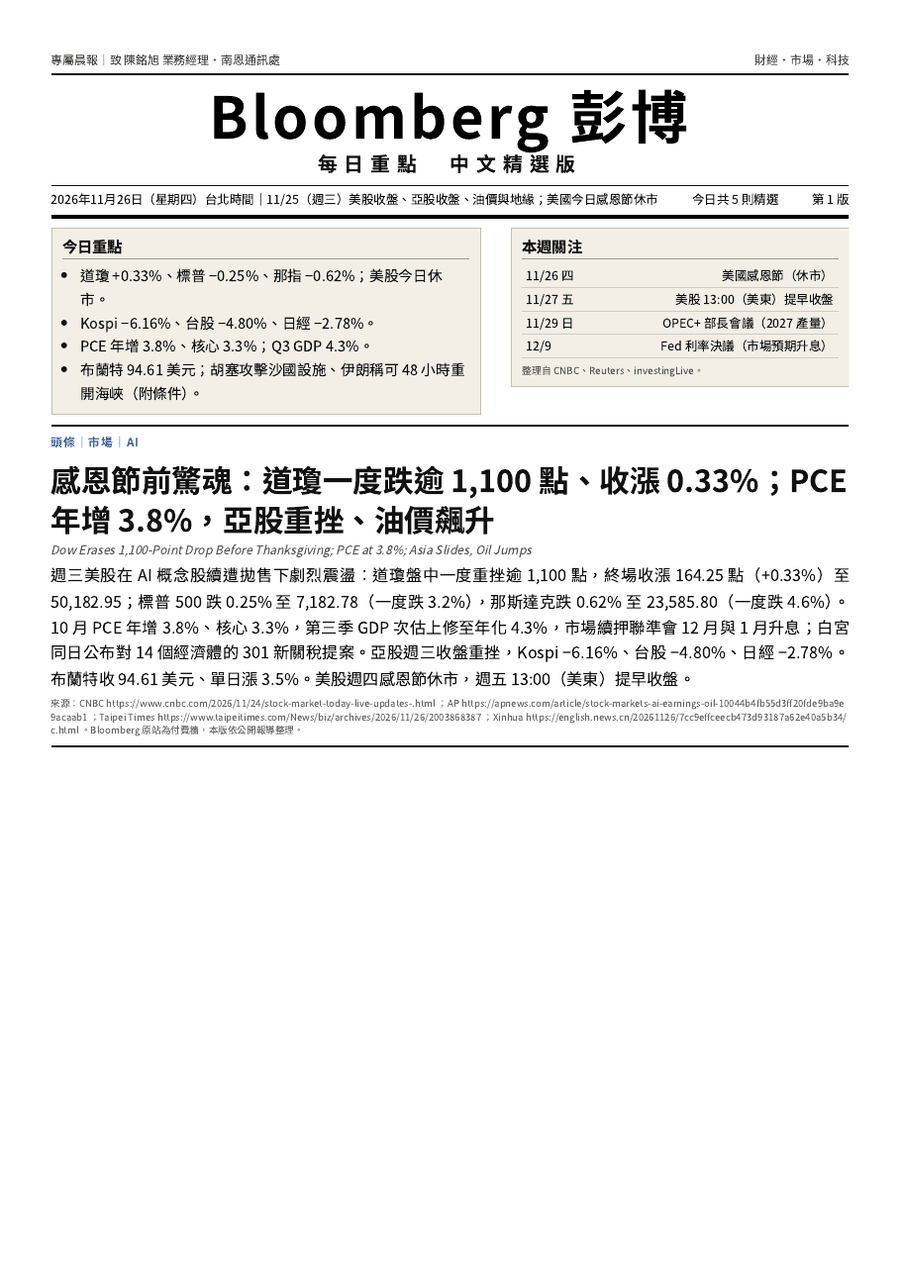 專屬晨報｜致 陳銘旭 業務經理・南恩通訊處
財經・市場・科技
Bloomberg 彭博
每日重點　中文精選版
2026年11月26日（星期四）台北時間｜11/25（週三）美股收盤、亞股收盤、油價與地緣；美國今日感恩節休市
今日共 5 則精選
第 1 版
今日重點
• 道瓊 +0.33%、標普 −0.25%、那指 −0.62%；美股今日休
市。
• Kospi −6.16%、台股 −4.80%、日經 −2.78%。
• PCE 年增 3.8%、核心 3.3%；Q3 GDP 4.3%。
• 布蘭特 94.61 美元；胡塞攻擊沙國設施、伊朗稱可 48 小時重
開海峽（附條件）。
本週關注
11/26 四 美國感恩節（休市）
11/27 五 美股 13:00（美東）提早收盤
11/29 日 OPEC+ 部長會議（2027 產量）
12/9 Fed 利率決議（市場預期升息）
整理自 CNBC、Reuters、investingLive。
頭條｜市場｜AI
感恩節前驚魂：道瓊一度跌逾 1,100 點、收漲 0.33%；PCE
年增 3.8%，亞股重挫、油價飆升
Dow Erases 1,100-Point Drop Before Thanksgiving; PCE at 3.8%; Asia Slides, Oil Jumps
週三美股在 AI 概念股續遭拋售下劇烈震盪：道瓊盤中一度重挫逾 1,100 點，終場收漲 164.25 點（+0.33%）至
50,182.95；標普 500 跌 0.25% 至 7,182.78（一度跌 3.2%），那斯達克跌 0.62% 至 23,585.80（一度跌 4.6%）。
10 月 PCE 年增 3.8%、核心 3.3%，第三季 GDP 次估上修至年化 4.3%，市場續押聯準會 12 月與 1 月升息；白宮
同日公布對 14 個經濟體的 301 新關稅提案。亞股週三收盤重挫，Kospi −6.16%、台股 −4.80%、日經 −2.78%。
布蘭特收 94.61 美元、單日漲 3.5%。美股週四感恩節休市，週五 13:00（美東）提早收盤。
來源：CNBC https://www.cnbc.com/2026/11/24/stock-market-today-live-updates-.html ；AP https://apnews.com/article/stock-markets-ai-earnings-oil-10044b4fb55d3ff20fde9ba9e
9acaab1 ；Taipei Times https://www.taipeitimes.com/News/biz/archives/2026/11/26/2003868387 ；Xinhua https://english.news.cn/20261126/7cc9effceecb473d93187a62e40a5b34/
c.html 。Bloomberg 原站為付費牆，本版依公開報導整理。